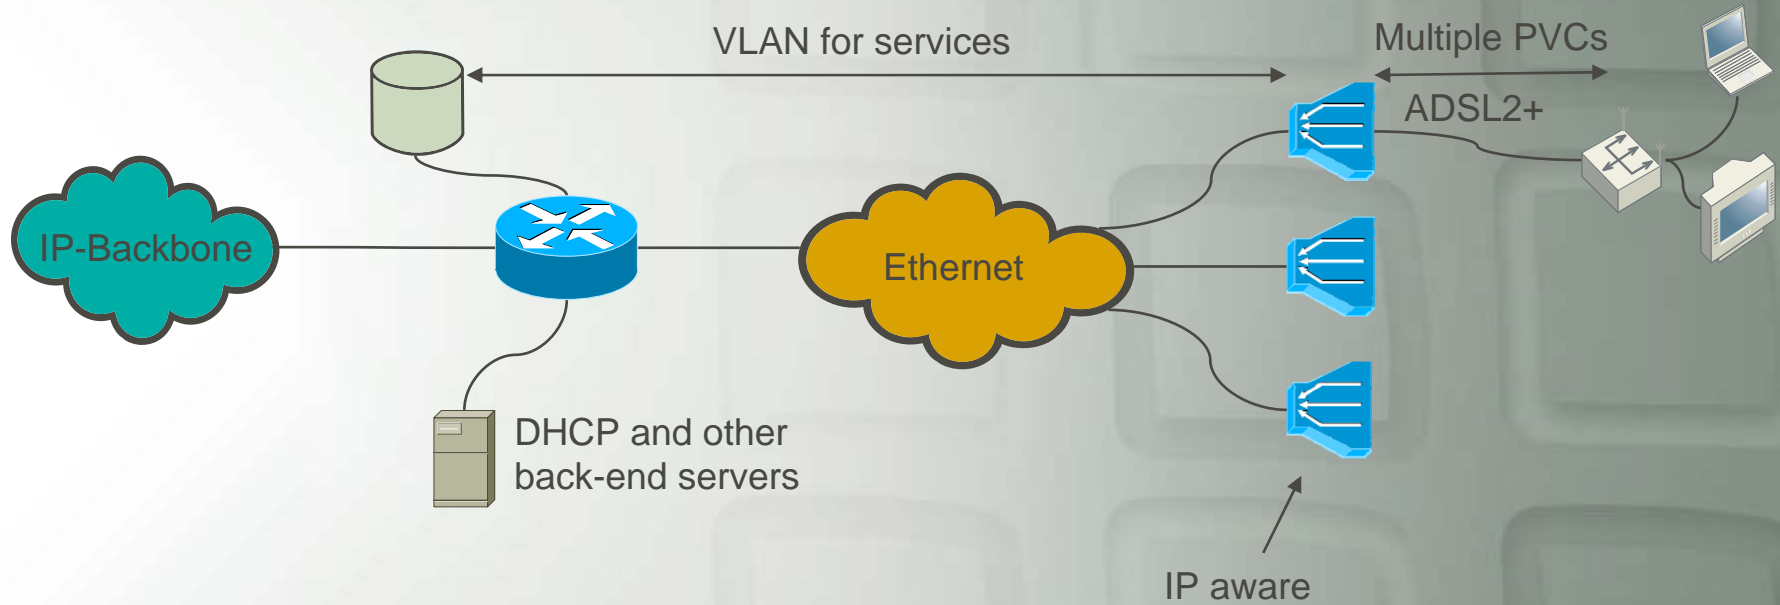 VLAN for services
Multiple PVCs
ADSL2+
IP-Backbone
Ethernet
DHCP and other
back-end servers
IP aware